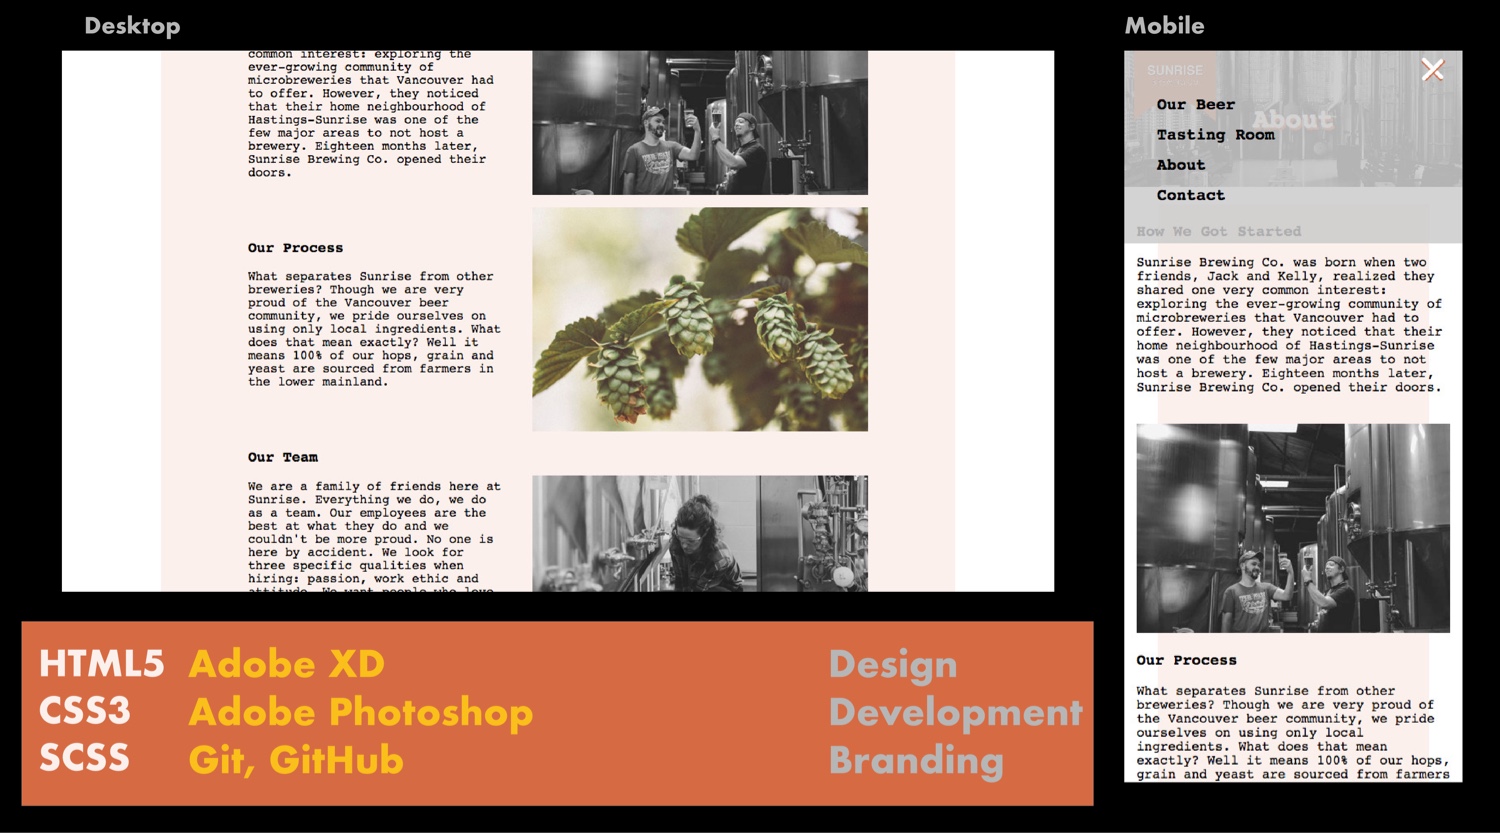 Desktop
common interest: exploring the
ever-growing community of
microbreweries that Vancouver had
to offer. However, they noticed
that their home neighbourhood of
Hastings-Sunrise was one of the
few major areas to not host a
brewery. Eighteen months later,
Sunrise Brewing Co. opened their
doors.
Our Process
What separates Sunrise from other
breweries? Though we are very
proud of the Vancouver beer
community, we pride ourselves on
using only local ingredients. What
does that mean exactly? Well it
means 100% of our hops, grain and
yeast are sourced from farmers in
the lower mainland.
Our Team
We are a family of friends here at
Sunrise. Everything we do, we do
as a team. Our employees are the
best at what they do and we
couldn't be more proud. No one is
here by accident. We look for
three specific qualities when
hiring: passion, work ethic and
attitude. We want people who love
Mobile
SUNRISE
About
Our Beer
Tasting Room
About
Contact
How We Got Started
Sunrise Brewing Co. was born when two
friends, Jack and Kelly, realized they
shared one very common interest:
exploring the ever-growing community of
microbreweries that Vancouver had to
offer. However, they noticed that their
home neighbourhood of Hastings-Sunrise
was one of the few major areas to not
host a brewery. Eighteen months later,
Sunrise Brewing Co. opened their doors.
Our Process
What separates Sunrise from other
breweries? Though we are very proud of
the Vancouver beer community, we pride
ourselves on using only local
ingredients. What does that mean
exactly? Well it means 100% of our hops,
grain and yeast are sourced from farmers
HTML5
CSS3
SCSS
Adobe XD
Adobe Photoshop
Git, GitHub
Design
Development
Branding